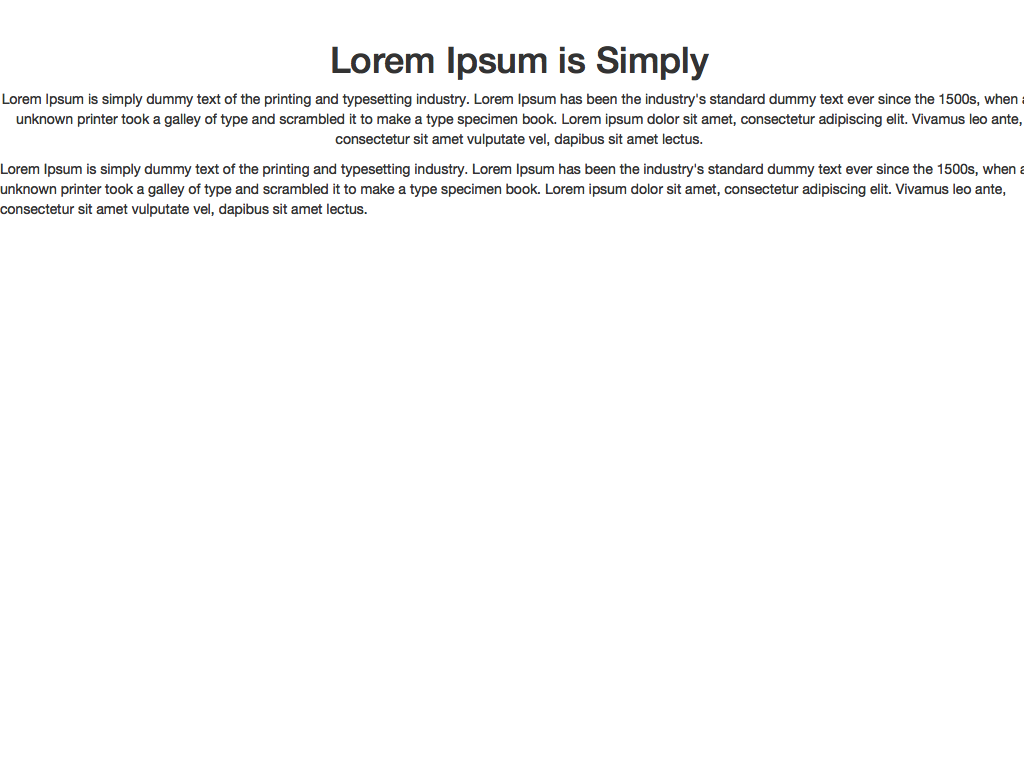 Lorem Ipsum is Simply
Lorem Ipsum is simply dummy text of the printing and typesetting industry. Lorem Ipsum has been the industry's standard dummy text ever since the 1500s, when
unknown printer took a galley of type and scrambled it to make a type specimen book. Lorem ipsum dolor sit amet, consectetur adipiscing elit. Vivamus leo ante,
consectetur sit amet vulputate vel, dapibus sit amet lectus.
Lorem Ipsum is simply dummy text of the printing and typesetting industry. Lorem Ipsum has been the industry's standard dummy text ever since the 1500s, when
unknown printer took a galley of type and scrambled it to make a type specimen book. Lorem ipsum dolor sit amet, consectetur adipiscing elit. Vivamus leo ante,
consectetur sit amet vulputate vel, dapibus sit amet lectus.